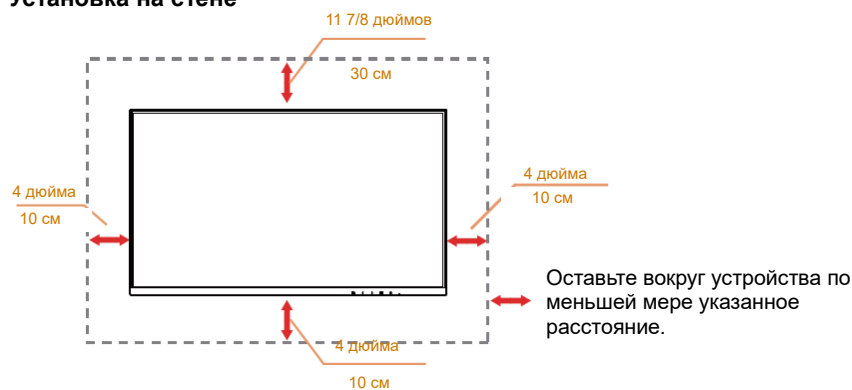 Установка на стене
11 7/8 дюймов
30 см
4 дюйма
10 см
4 дюйма
10 см
Оставьте вокруг устройства по
меньшей мере указанное
расстояние.
4 дюйма
10 см